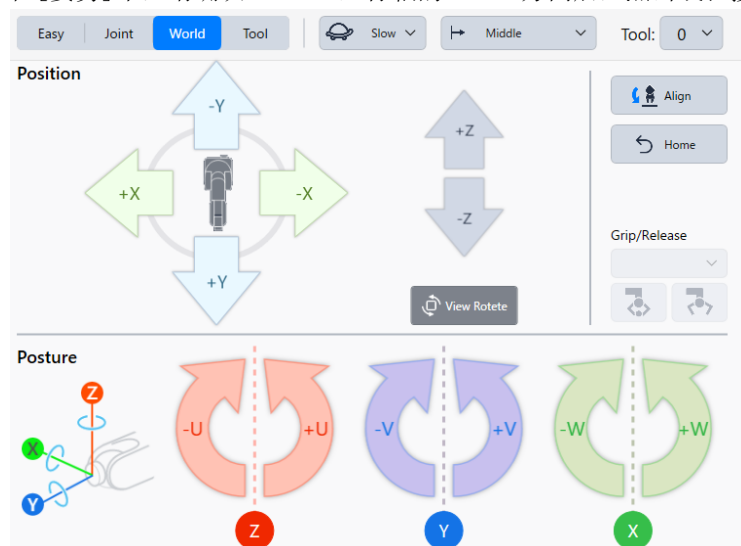 Easy Joint World Tool Slow Middle Tool: 0
Position
-Y
+X -X
+Y
+Z
-Z
View Rotete
Align
Home
Grip/Release
Posture
Z
X
Y
-U +U
Z
-V +V
Y
-W +W
X